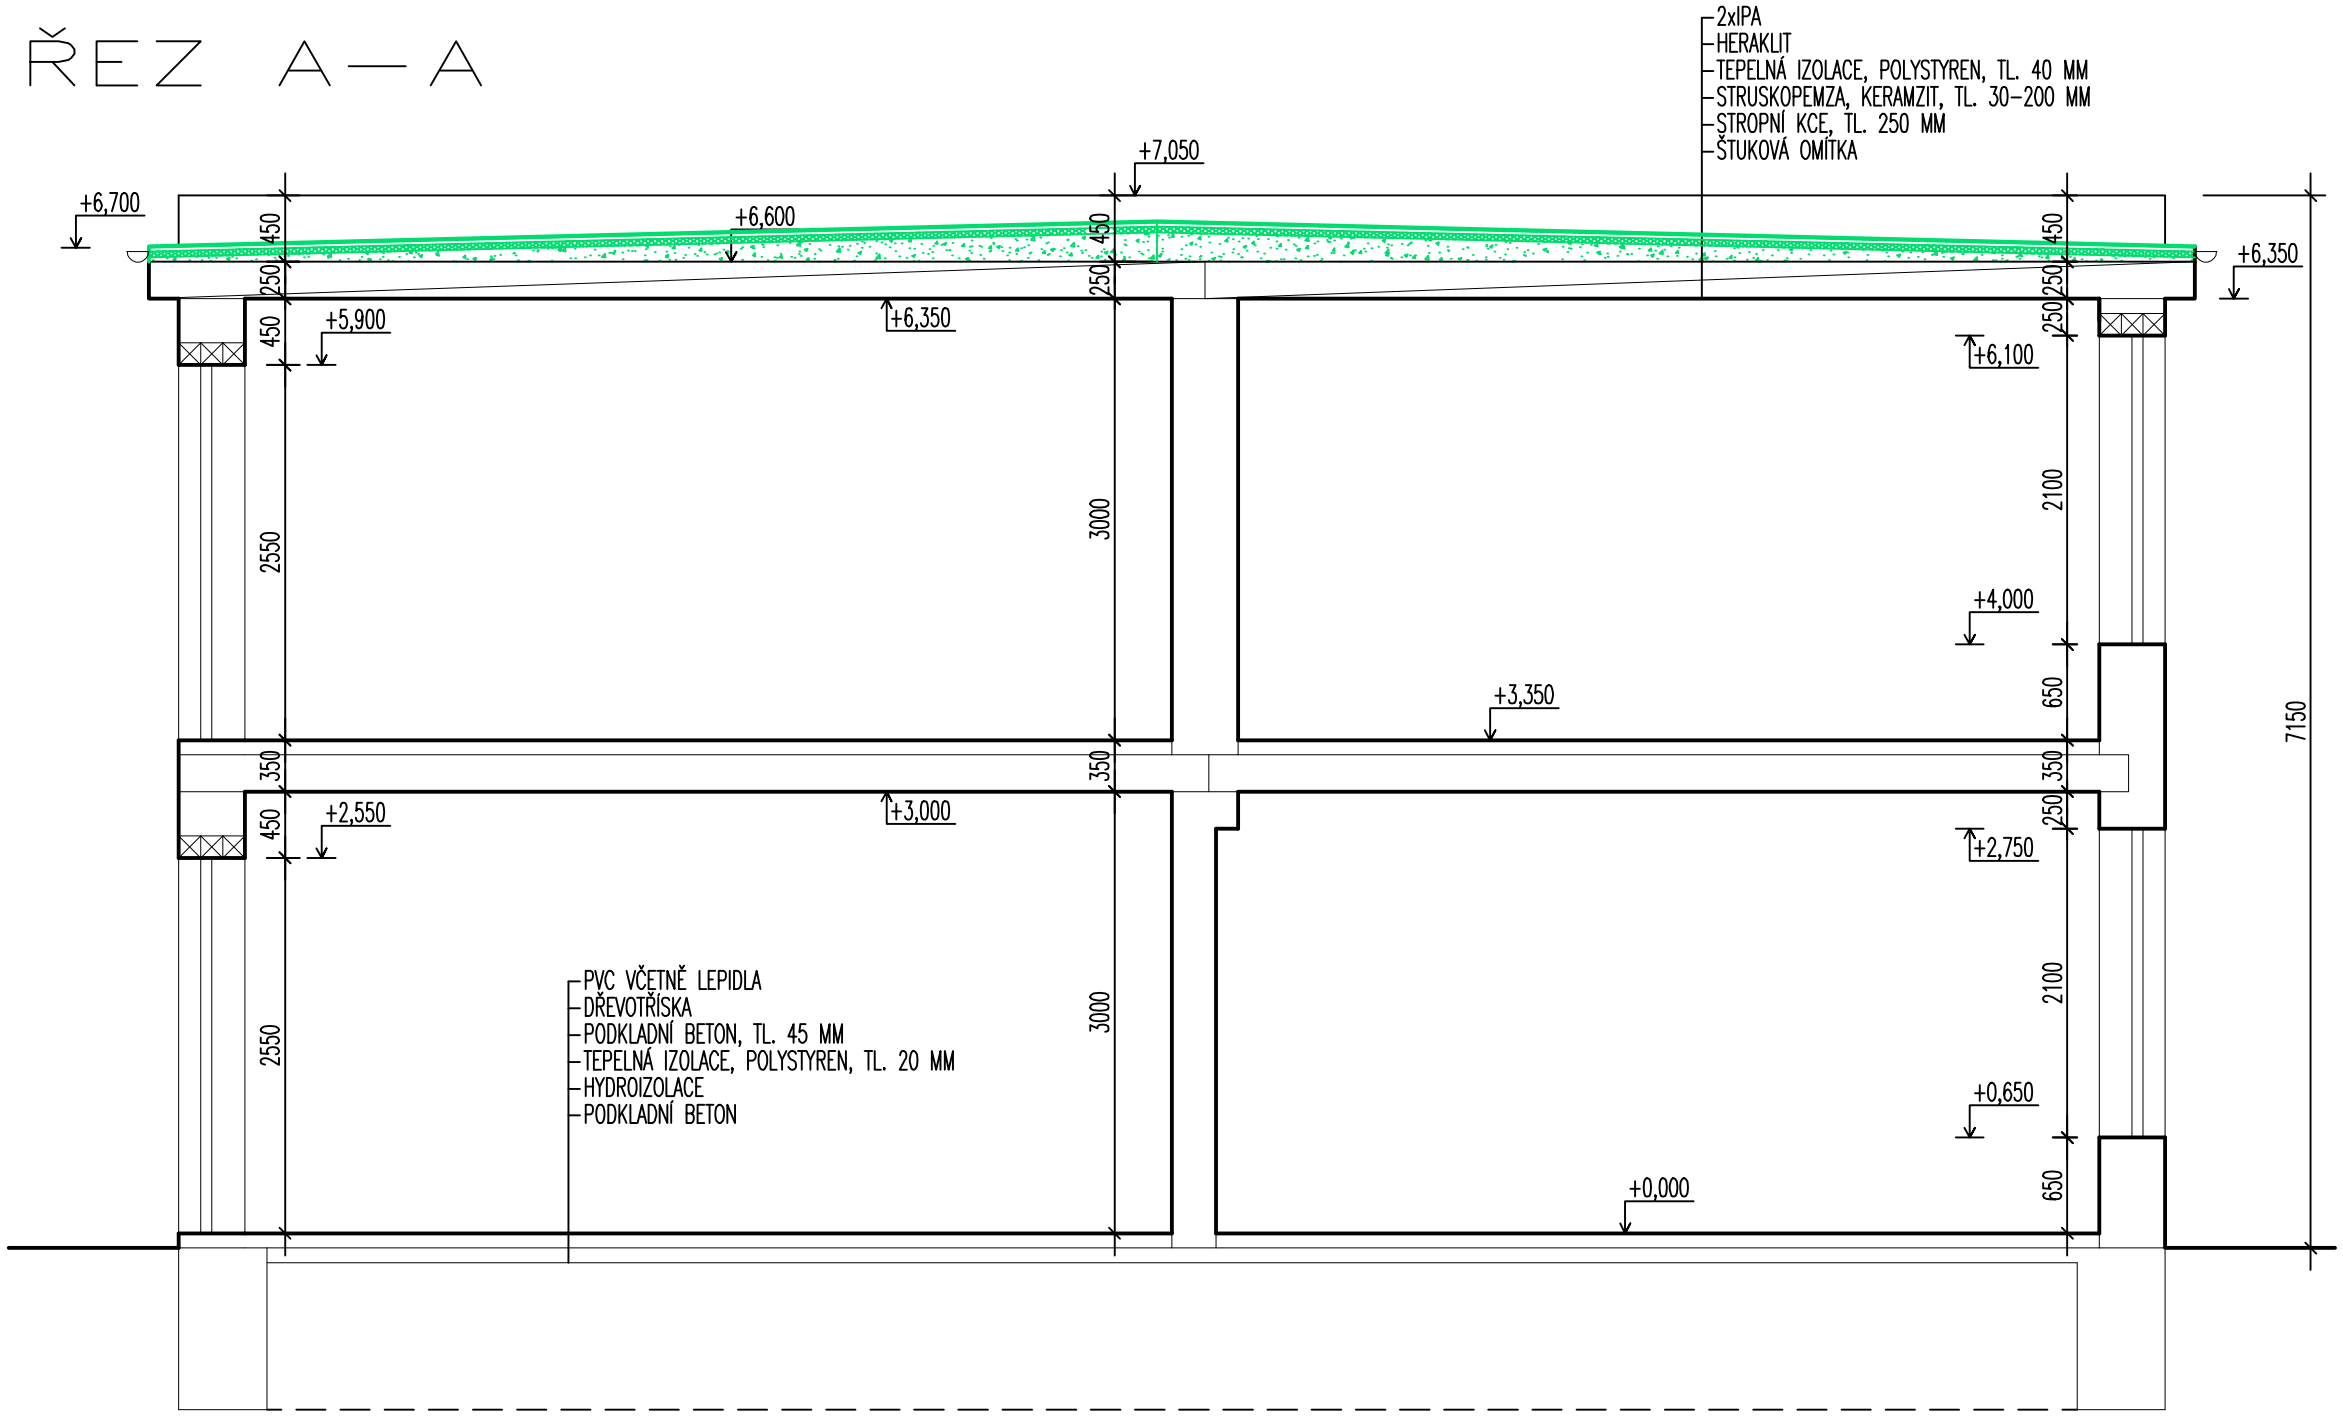 ŘEZ A–A
2xIPA
HERAKLIT
TEPELNÁ IZOLACE, POLYSTYREN, TL. 40 MM
STRUSKOPEMZA, KERAMZIT, TL. 30–200 MM
STROPNÍ KCE, TL. 250 MM
ŠTUKOVÁ OMÍTKA
+7,050
+6,700
+6,600
450
450
450
+6,350
250
250
250
+5,900
+6,350
450
250
+6,100
2550
3000
2100
+4,000
+3,350
650
7150
350
350
350
+2,550
+3,000
450
250
+2,750
PVC VČETNĚ LEPIDLA
DŘEVOTŘÍSKA
PODKLADNÍ BETON, TL. 45 MM
TEPELNÁ IZOLACE, POLYSTYREN, TL. 20 MM
HYDROIZOLACE
PODKLADNÍ BETON
2550
3000
2100
+0,650
+0,000
650